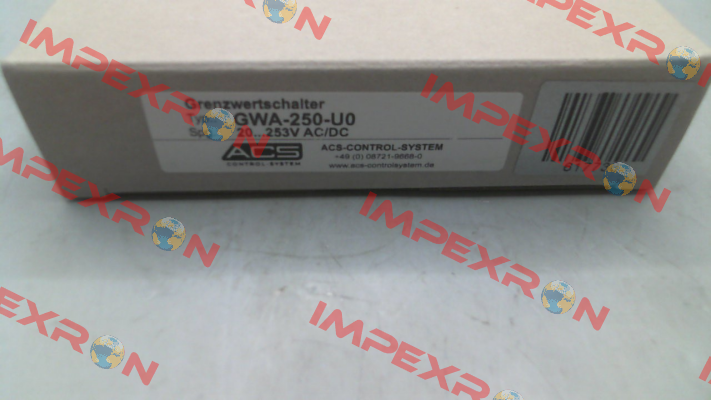 IMPEXRON
IMPEXRON
Grenzwertschalter
GWA-250-U0
20...253V AC/DC
ACS
CONTROL SYSTEM
ACS-CONTROL-SYSTEM
+49 (0) 08721-9668-0
www.acs-controlsystem.de
IMPEXRON
IMPEXRON
IMPEXRON
IMPEXRON